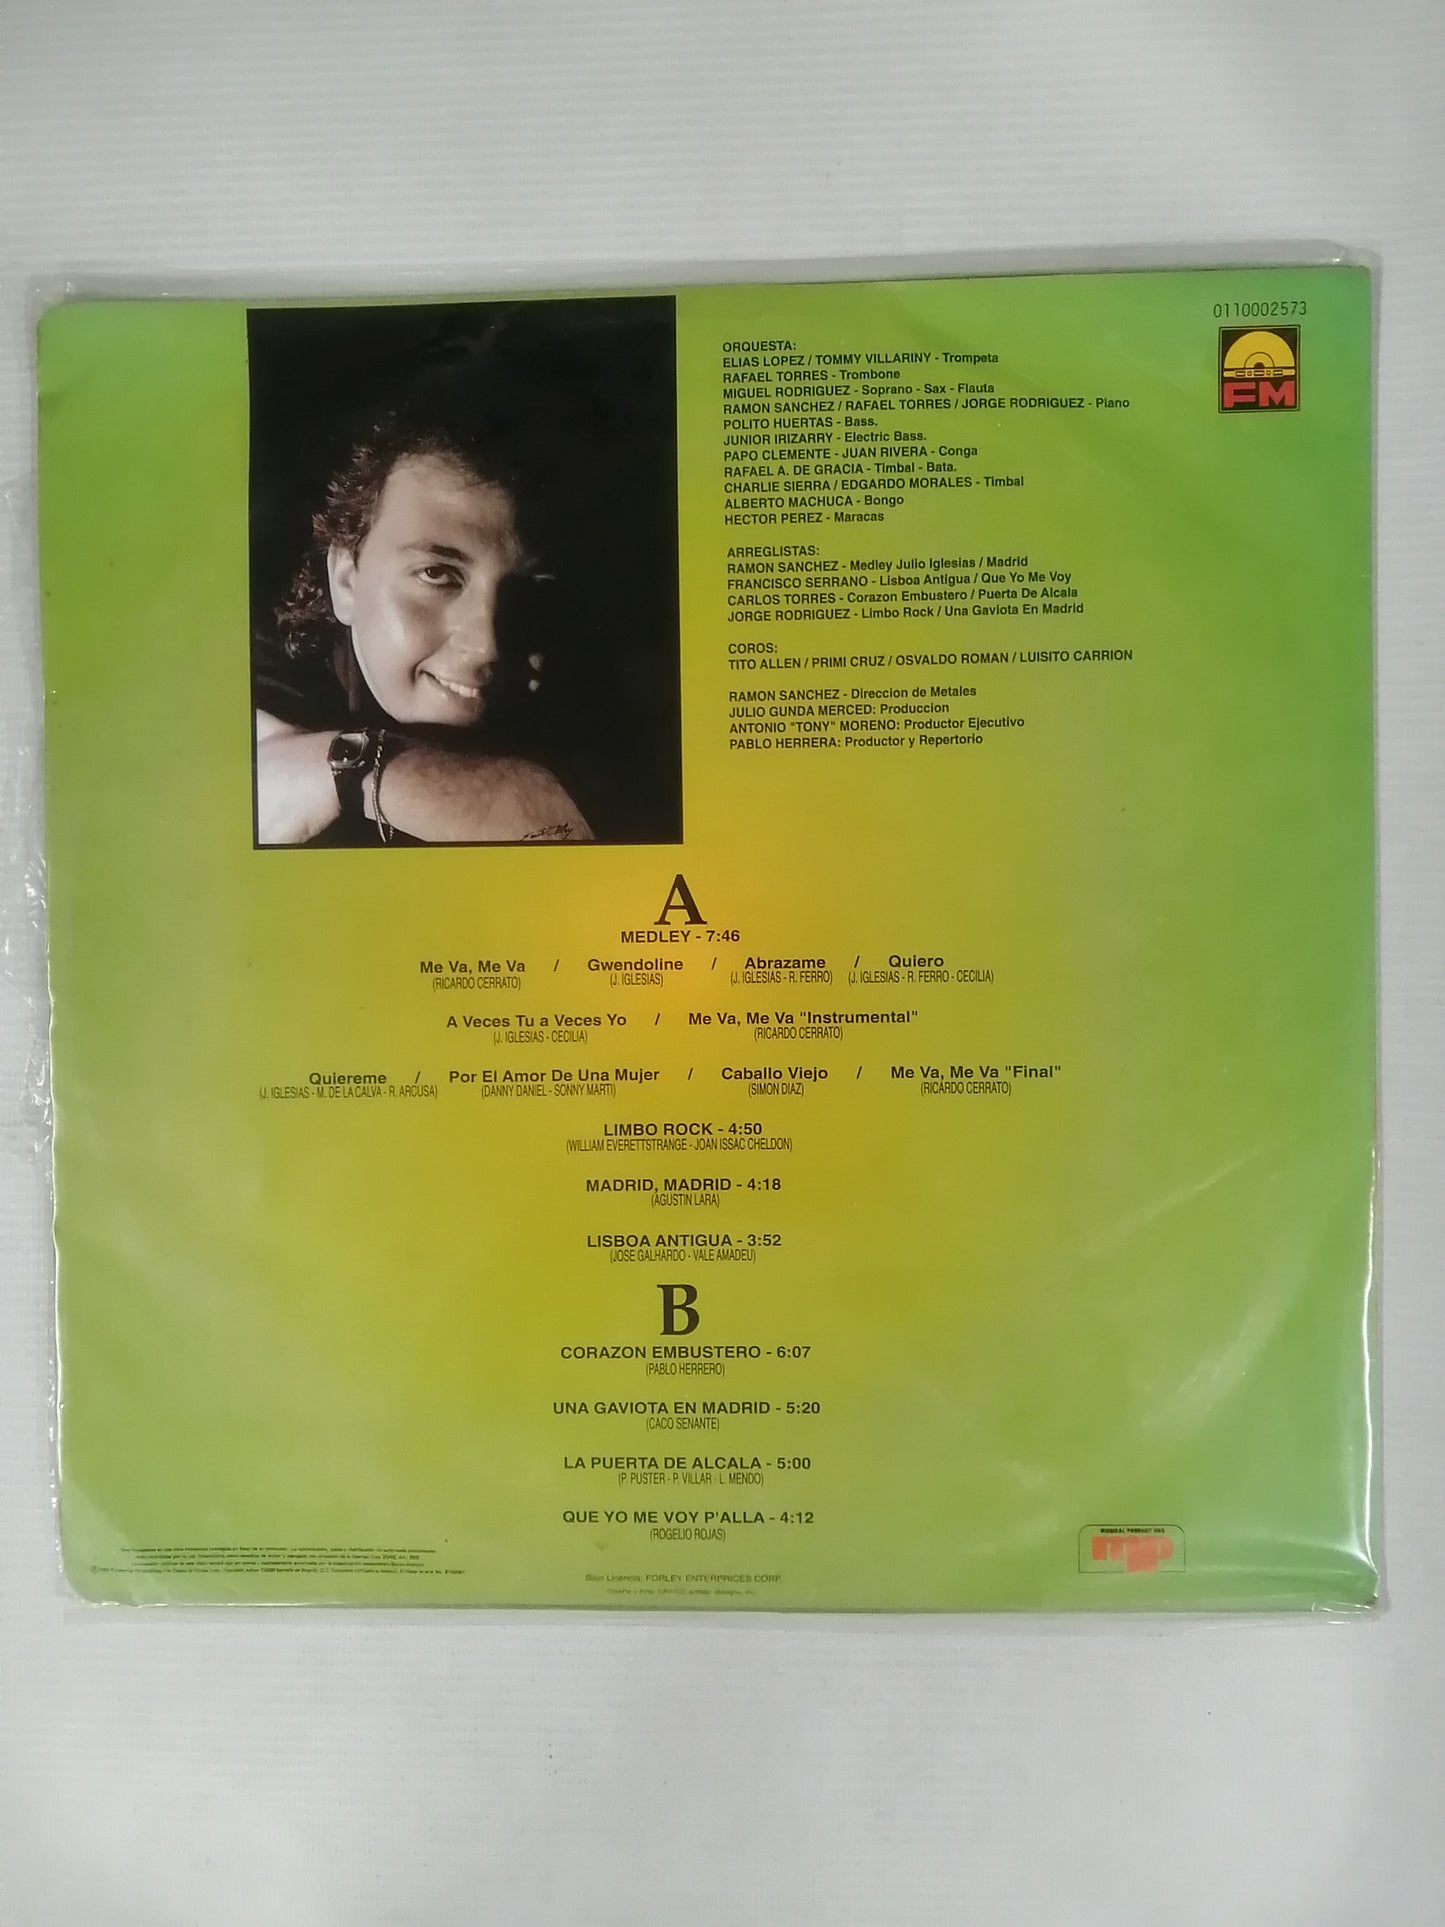 0110002573
FM
ORQUESTA:
ELIAS LOPEZ / TOMMY VILLARINY - Trompeta
RAFAEL TORRES - Trombone
MIGUEL RODRIGUEZ - Soprano - Sax - Flauta
RAMON SANCHEZ / RAFAEL TORRES / JORGE RODRIGUEZ - Piano
POLITO HUERTAS - Bass.
JUNIOR IRIZARRY - Electric Bass.
PAPO CLEMENTE - JUAN RIVERA - Conga
RAFAEL A. DE GRACIA - Timbal - Bata.
CHARLIE SIERRA / EDGARDO MORALES - Timbal
ALBERTO MACHUCA - Bongo
HECTOR PEREZ - Maracas
ARREGLISTAS:
RAMON SANCHEZ - Medley Julio Iglesias / Madrid
FRANCISCO SERRANO - Lisboa Antigua / Que Yo Me Voy
CARLOS TORRES - Corazon Embustero / Puerta De Alcala
JORGE RODRIGUEZ - Limbo Rock / Una Gaviota En Madrid
COROS:
TITO ALLEN / PRIMI CRUZ / OSVALDO ROMAN / LUISITO CARRION
RAMON SANCHEZ - Direccion de Metales
JULIO GUNDA MERCED: Produccion
ANTONIO "TONY" MORENO: Productor Ejecutivo
PABLO HERRERA: Productor y Repertorio
A
MEDLEY - 7:46
Me Va, Me Va / Gwendoline / Abrazame / Quiero
(RICARDO CERRATO) (J. IGLESIAS) (J. IGLESIAS - R. FERRO) (J. IGLESIAS - R. FERRO - CECILIA)
A Veces Tu a Veces Yo / Me Va, Me Va "Instrumental"
(J. IGLESIAS - CECILIA) (RICARDO CERRATO)
Quiereme / Por El Amor De Una Mujer / Caballo Viejo / Me Va, Me Va "Final"
(J. IGLESIAS - M. DE LA CALVA - R. ARCUSA) (DANNY DANIEL - SONNY MARTI) (SIMON DIAZ) (RICARDO CERRATO)
LIMBO ROCK - 4:50
(WILLIAM EVERETTSTRANGE - JOAN ISSAC CHELDON)
MADRID, MADRID - 4:18
(AGUSTIN LARA)
LISBOA ANTIGUA - 3:52
(JOSE GALHARDO - VALE AMADEU)
B
CORAZON EMBUSTERO - 6:07
(PABLO HERRERO)
UNA GAVIOTA EN MADRID - 5:20
(CACO SENANTE)
LA PUERTA DE ALCALA - 5:00
(P. PUSTER - P. VILLAR - L. MENDO)
QUE YO ME VOY P'ALLA - 4:12
(ROGELIO ROJAS)
MUSICAL PRODUCTIONS
mp
Bajo Licencia: FORLEY ENTERPRICES CORP.